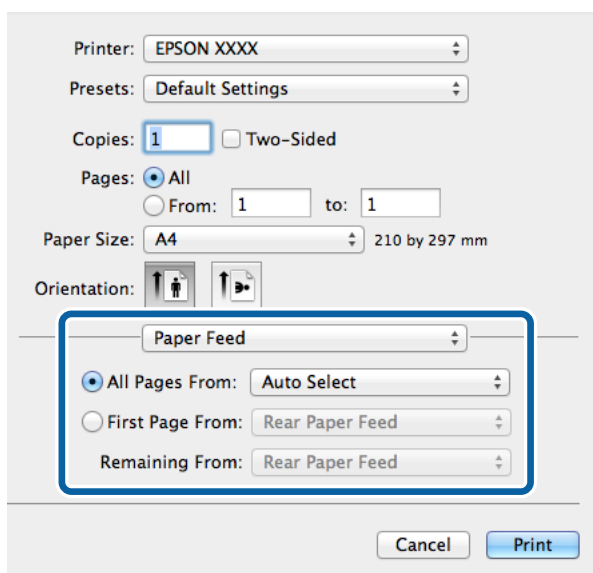 Printer: EPSON XXXX
Presets: Default Settings
Copies: 1 Two-Sided
Pages: All
From: 1 to: 1
Paper Size: A4 210 by 297 mm
Orientation:
Paper Feed
All Pages From: Auto Select
First Page From: Rear Paper Feed
Remaining From: Rear Paper Feed
Cancel Print